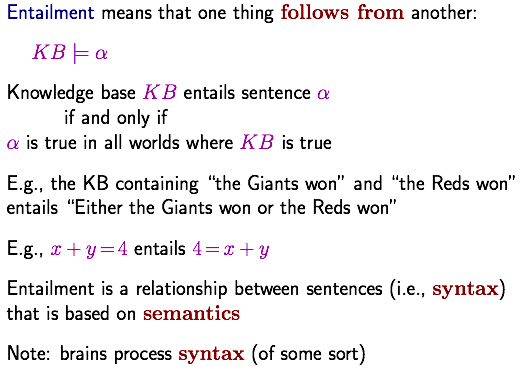 Entailment means that one thing follows from another:
KB ⊨ α
Knowledge base KB entails sentence α
if and only if
α is true in all worlds where KB is true
E.g., the KB containing “the Giants won” and “the Reds won”
entails “Either the Giants won or the Reds won”
E.g., x + y = 4 entails 4 = x + y
Entailment is a relationship between sentences (i.e., syntax)
that is based on semantics
Note: brains process syntax (of some sort)